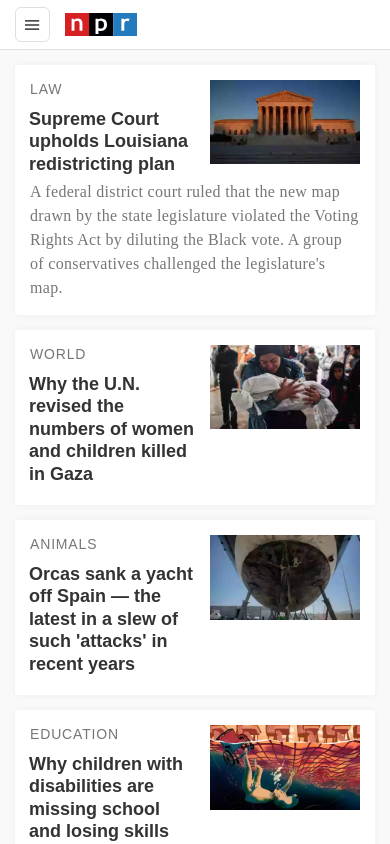 npr
LAW
Supreme Court
upholds Louisiana
redistricting plan
A federal district court ruled that the new map
drawn by the state legislature violated the Voting
Rights Act by diluting the Black vote. A group
of conservatives challenged the legislature's
map.
WORLD
Why the U.N.
revised the
numbers of women
and children killed
in Gaza
ANIMALS
Orcas sank a yacht
off Spain — the
latest in a slew of
such 'attacks' in
recent years
EDUCATION
Why children with
disabilities are
missing school
and losing skills